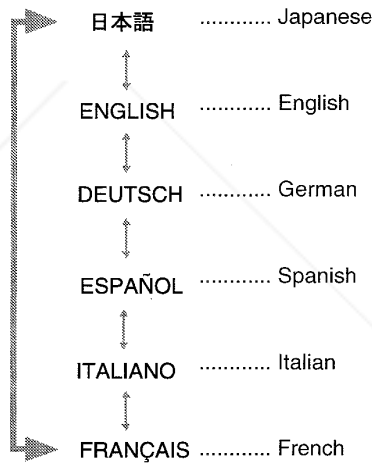 日本語 ............ Japanese
ENGLISH ............ English
DEUTSCH ............ German
ESPAÑOL ............ Spanish
ITALIANO ............ Italian
FRANÇAIS ............ French